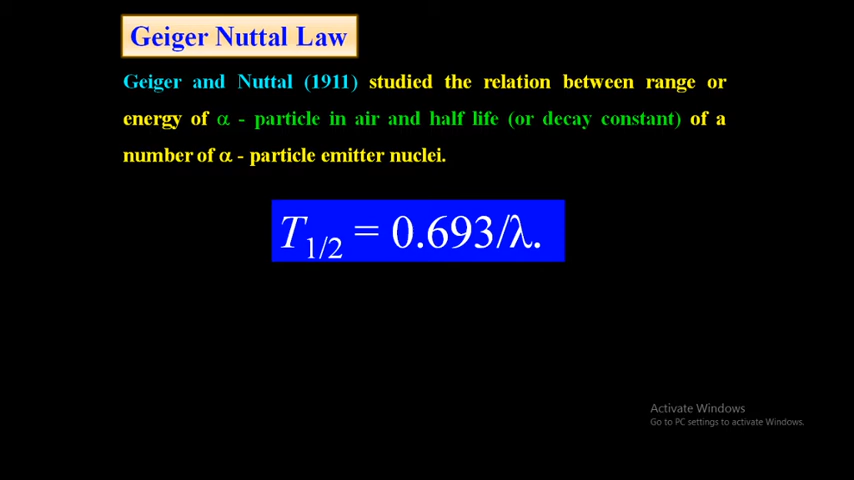 Geiger Nuttal Law
Geiger and Nuttal (1911) studied the relation between range or
energy of α - particle in air and half life (or decay constant) of a
number of α - particle emitter nuclei.
T1/2 = 0.693/λ.
Activate Windows
Go to PC settings to activate Windows.